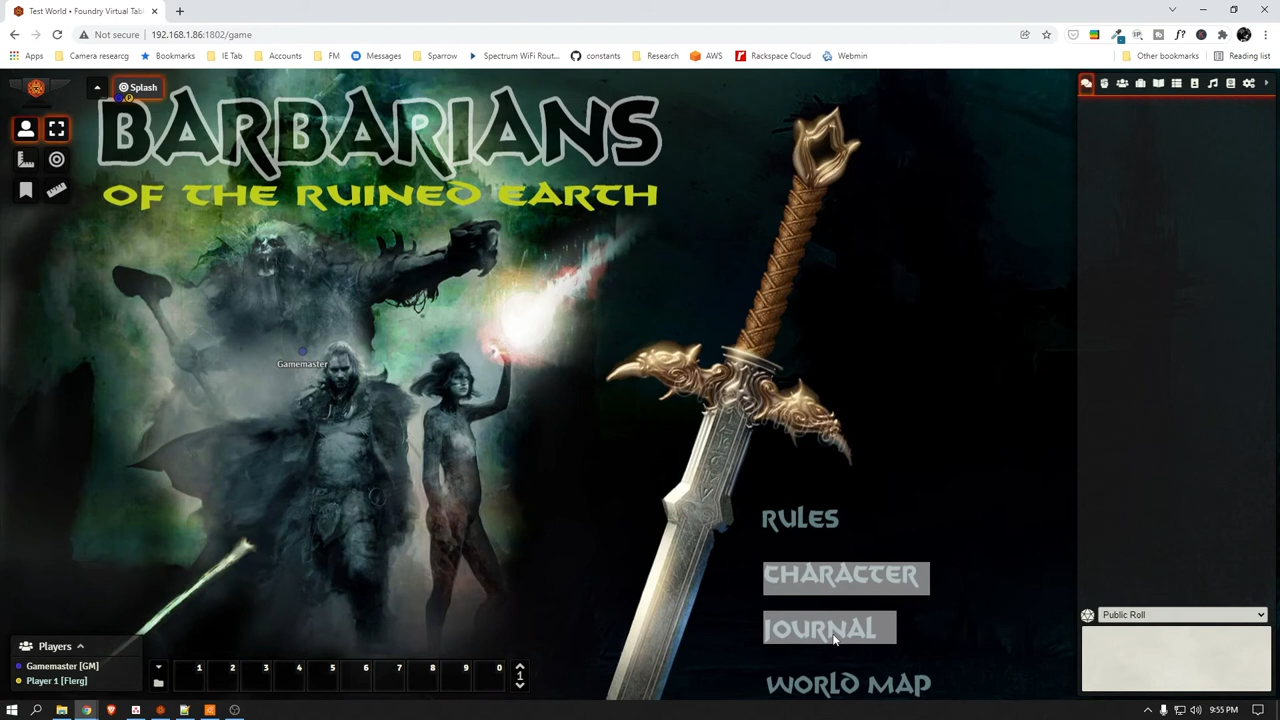 Test World • Foundry Virtual Tabl
Not secure
192.168.1.86:1802/game
Apps
Camera researcg
Bookmarks
IE Tab
Accounts
FM
Messages
Sparrow
Spectrum WiFi Rout...
constants
Research
AWS
Rackspace Cloud
Webmin
Other bookmarks
Reading list
Splash
BARBARIANS
OF THE RUINED EARTH
Gamemaster
RULES
CHARACTER
JOURNAL
WORLD MAP
Public Roll
Players
Gamemaster [GM]
Player 1 [Flerg]
1 2 3 4 5 6 7 8 9 0
1
9:55 PM